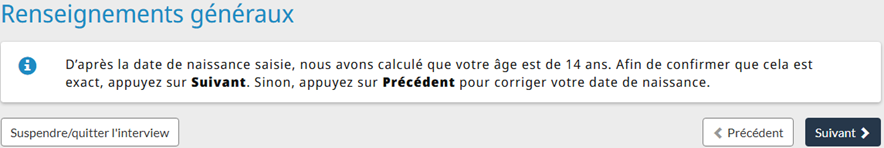 Renseignements généraux
D’après la date de naissance saisie, nous avons calculé que votre âge est de 14 ans. Afin de confirmer que cela est
exact, appuyez sur Suivant. Sinon, appuyez sur Précédent pour corriger votre date de naissance.
Suspendre/quitter l'interview
Précédent
Suivant